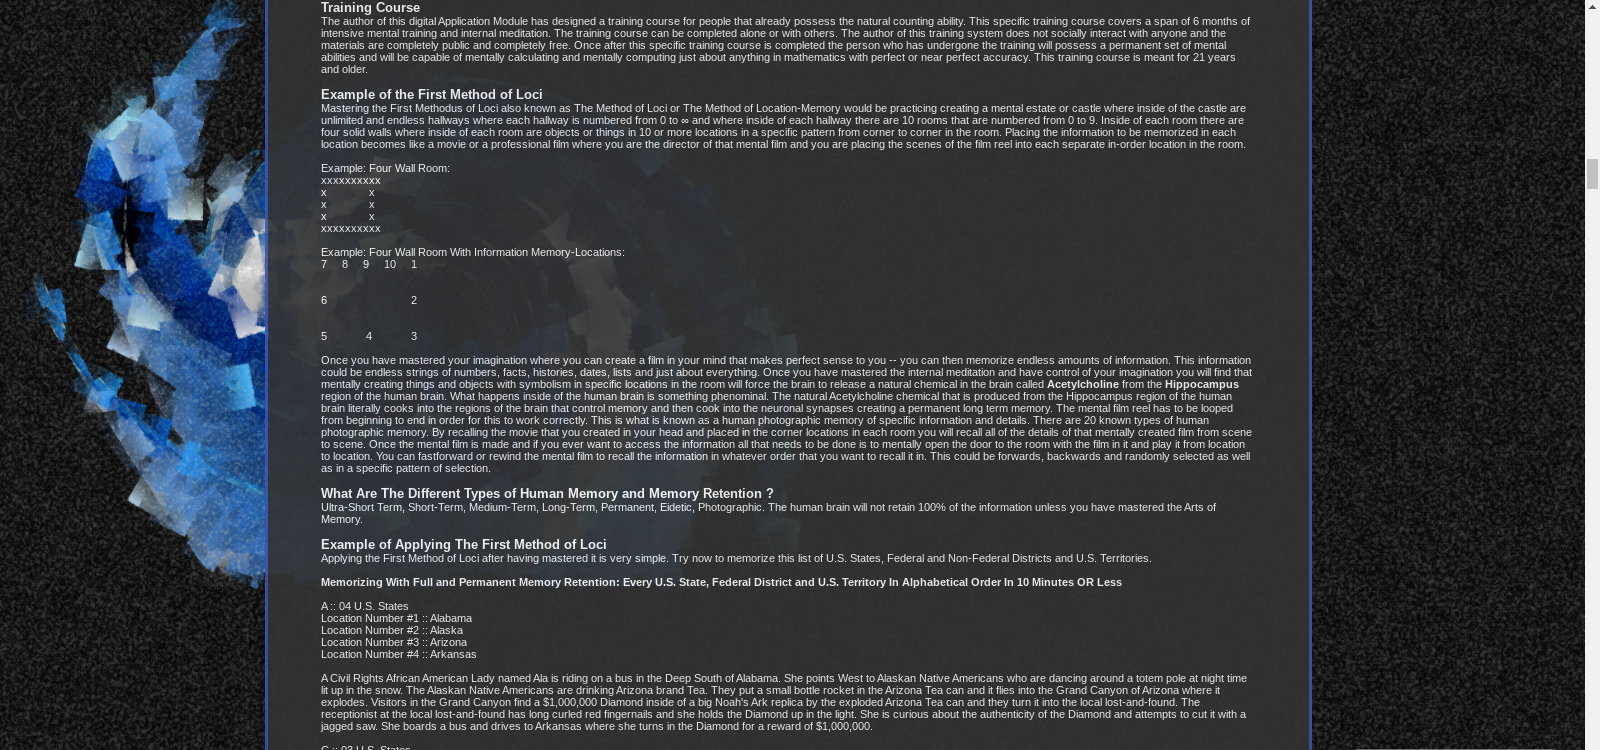 Training Course
The author of this digital Application Module has designed a training course for people that already possess the natural counting ability. This specific training course covers a span of 6 months of
intensive mental training and internal meditation. The training course can be completed alone or with others. The author of this training system does not socially interact with anyone and the
materials are completely public and completely free. Once after this specific training course is completed the person who has undergone the training will possess a permanent set of mental
abilities and will be capable of mentally calculating and mentally computing just about anything in mathematics with perfect or near perfect accuracy. This training course is meant for 21 years
and older.
Example of the First Method of Loci
Mastering the First Methodus of Loci also known as The Method of Loci or The Method of Location-Memory would be practicing creating a mental estate or castle where inside of the castle are
unlimited and endless hallways where each hallway is numbered from 0 to ∞ and where inside of each hallway there are 10 rooms that are numbered from 0 to 9. Inside of each room there are
four solid walls where inside of each room are objects or things in 10 or more locations in a specific pattern from corner to corner in the room. Placing the information to be memorized in each
location becomes like a movie or a professional film where you are the director of that mental film and you are placing the scenes of the film reel into each separate in-order location in the room.
Example: Four Wall Room:
xxxxxxxxxx
x x
x x
x x
xxxxxxxxxx
Example: Four Wall Room With Information Memory-Locations:
7 8 9 10 1
6 2
5 4 3
Once you have mastered your imagination where you can create a film in your mind that makes perfect sense to you -- you can then memorize endless amounts of information. This information
could be endless strings of numbers, facts, histories, dates, lists and just about everything. Once you have mastered the internal meditation and have control of your imagination you will find that
mentally creating things and objects with symbolism in specific locations in the room will force the brain to release a natural chemical in the brain called Acetylcholine from the Hippocampus
region of the human brain. What happens inside of the human brain is something phenominal. The natural Acetylcholine chemical that is produced from the Hippocampus region of the human
brain literally cooks into the regions of the brain that control memory and then cook into the neuronal synapses creating a permanent long term memory. The mental film reel has to be looped
from beginning to end in order for this to work correctly. This is what is known as a human photographic memory of specific information and details. There are 20 known types of human
photographic memory. By recalling the movie that you created in your head and placed in the corner locations in each room you will recall all of the details of that mentally created film from scene
to scene. Once the mental film is made and if you ever want to access the information all that needs to be done is to mentally open the door to the room with the film in it and play it from location
to location. You can fastforward or rewind the mental film to recall the information in whatever order that you want to recall it in. This could be forwards, backwards and randomly selected as well
as in a specific pattern of selection.
What Are The Different Types of Human Memory and Memory Retention ?
Ultra-Short Term, Short-Term, Medium-Term, Long-Term, Permanent, Eidetic, Photographic. The human brain will not retain 100% of the information unless you have mastered the Arts of
Memory.
Example of Applying The First Method of Loci
Applying the First Method of Loci after having mastered it is very simple. Try now to memorize this list of U.S. States, Federal and Non-Federal Districts and U.S. Territories.
Memorizing With Full and Permanent Memory Retention: Every U.S. State, Federal District and U.S. Territory In Alphabetical Order In 10 Minutes OR Less
A :: 04 U.S. States
Location Number #1 :: Alabama
Location Number #2 :: Alaska
Location Number #3 :: Arizona
Location Number #4 :: Arkansas
A Civil Rights African American Lady named Ala is riding on a bus in the Deep South of Alabama. She points West to Alaskan Native Americans who are dancing around a totem pole at night time
lit up in the snow. The Alaskan Native Americans are drinking Arizona brand Tea. They put a small bottle rocket in the Arizona Tea can and it flies into the Grand Canyon of Arizona where it
explodes. Visitors in the Grand Canyon find a $1,000,000 Diamond inside of a big Noah's Ark replica by the exploded Arizona Tea can and they turn it into the local lost-and-found. The
receptionist at the local lost-and-found has long curled red fingernails and she holds the Diamond up in the light. She is curious about the authenticity of the Diamond and attempts to cut it with a
jagged saw. She boards a bus and drives to Arkansas where she turns in the Diamond for a reward of $1,000,000.
C :: 03 U.S. States